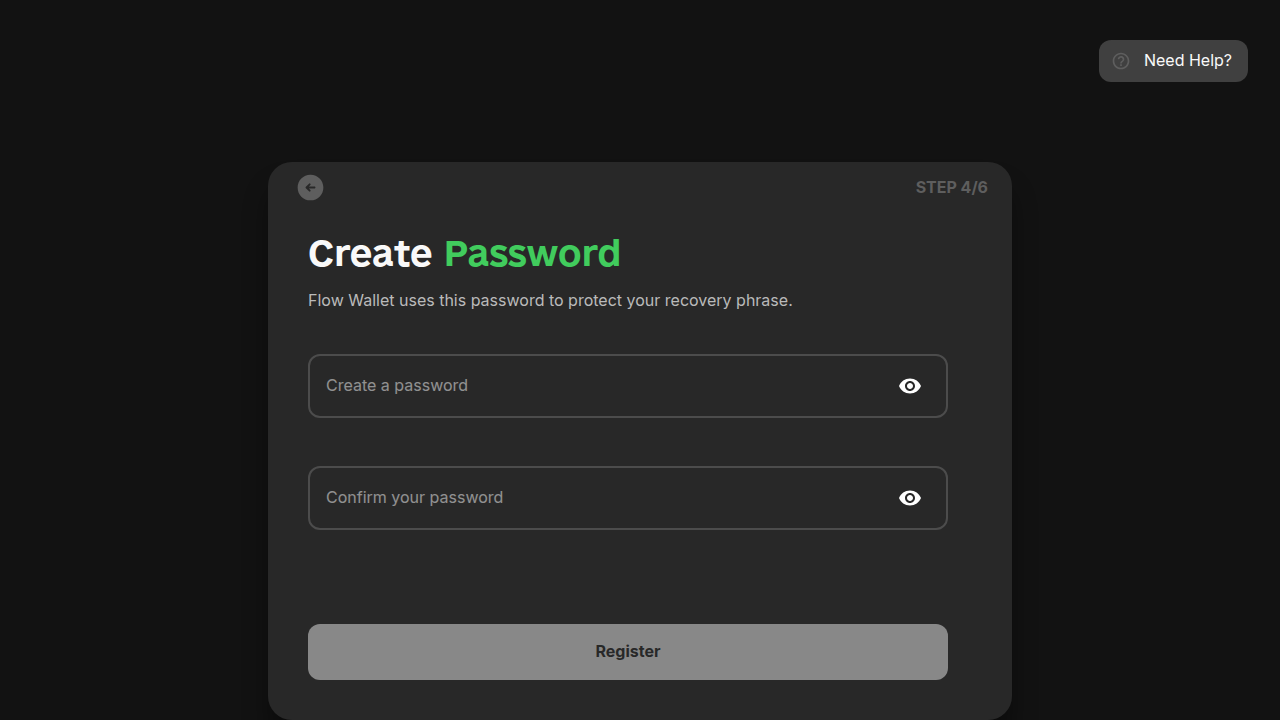 Need Help?
STEP 4/6
Create Password
Flow Wallet uses this password to protect your recovery phrase.
Create a password
Confirm your password
Register